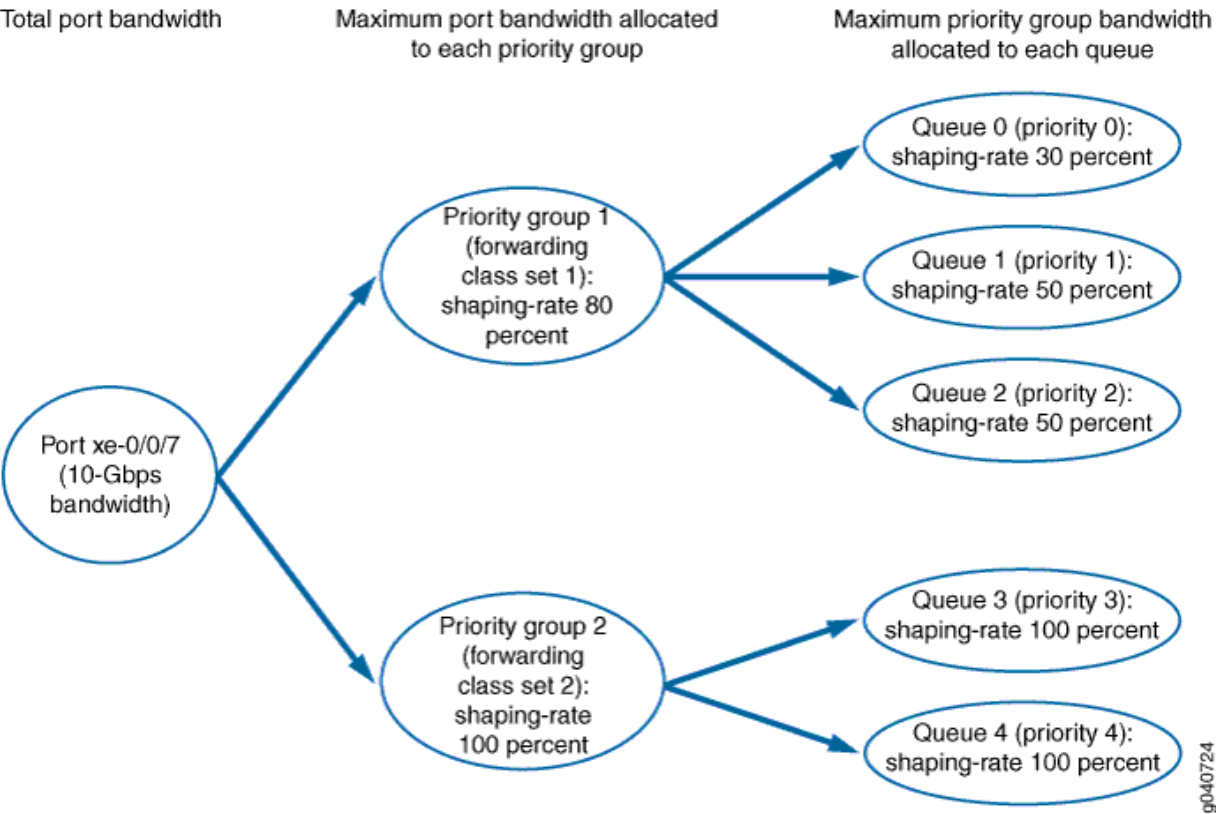 Total port bandwidth
Maximum port bandwidth allocated
to each priority group
Maximum priority group bandwidth
allocated to each queue
Port xe-0/0/7
(10-Gbps
bandwidth)
Priority group 1
(forwarding
class set 1):
shaping-rate 80
percent
Queue 0 (priority 0):
shaping-rate 30 percent
Queue 1 (priority 1):
shaping-rate 50 percent
Queue 2 (priority 2):
shaping-rate 50 percent
Priority group 2
(forwarding
class set 2):
shaping-rate
100 percent
Queue 3 (priority 3):
shaping-rate 100 percent
Queue 4 (priority 4):
shaping-rate 100 percent
g040724